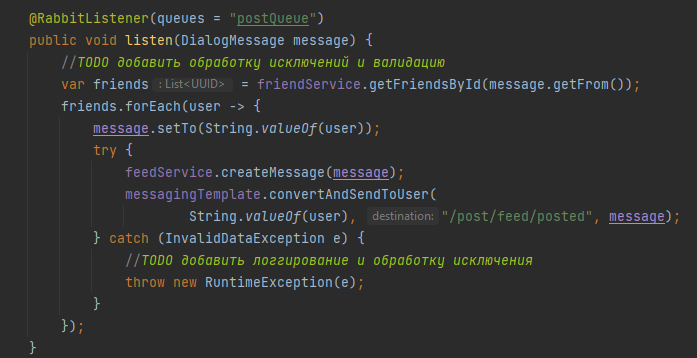 @RabbitListener(queues = "postQueue")
public void listen(DialogMessage message) {
//TODO добавить обработку исключений и валидацию
var friends : List<UUID> = friendService.getFriendsById(message.getFrom());
friends.forEach(user -> {
message.setTo(String.valueOf(user));
try {
feedService.createMessage(message);
messagingTemplate.convertAndSendToUser(
String.valueOf(user), destination: "/post/feed/posted", message);
} catch (InvalidDataException e) {
//TODO добавить логгирование и обработку исключения
throw new RuntimeException(e);
}
});
}